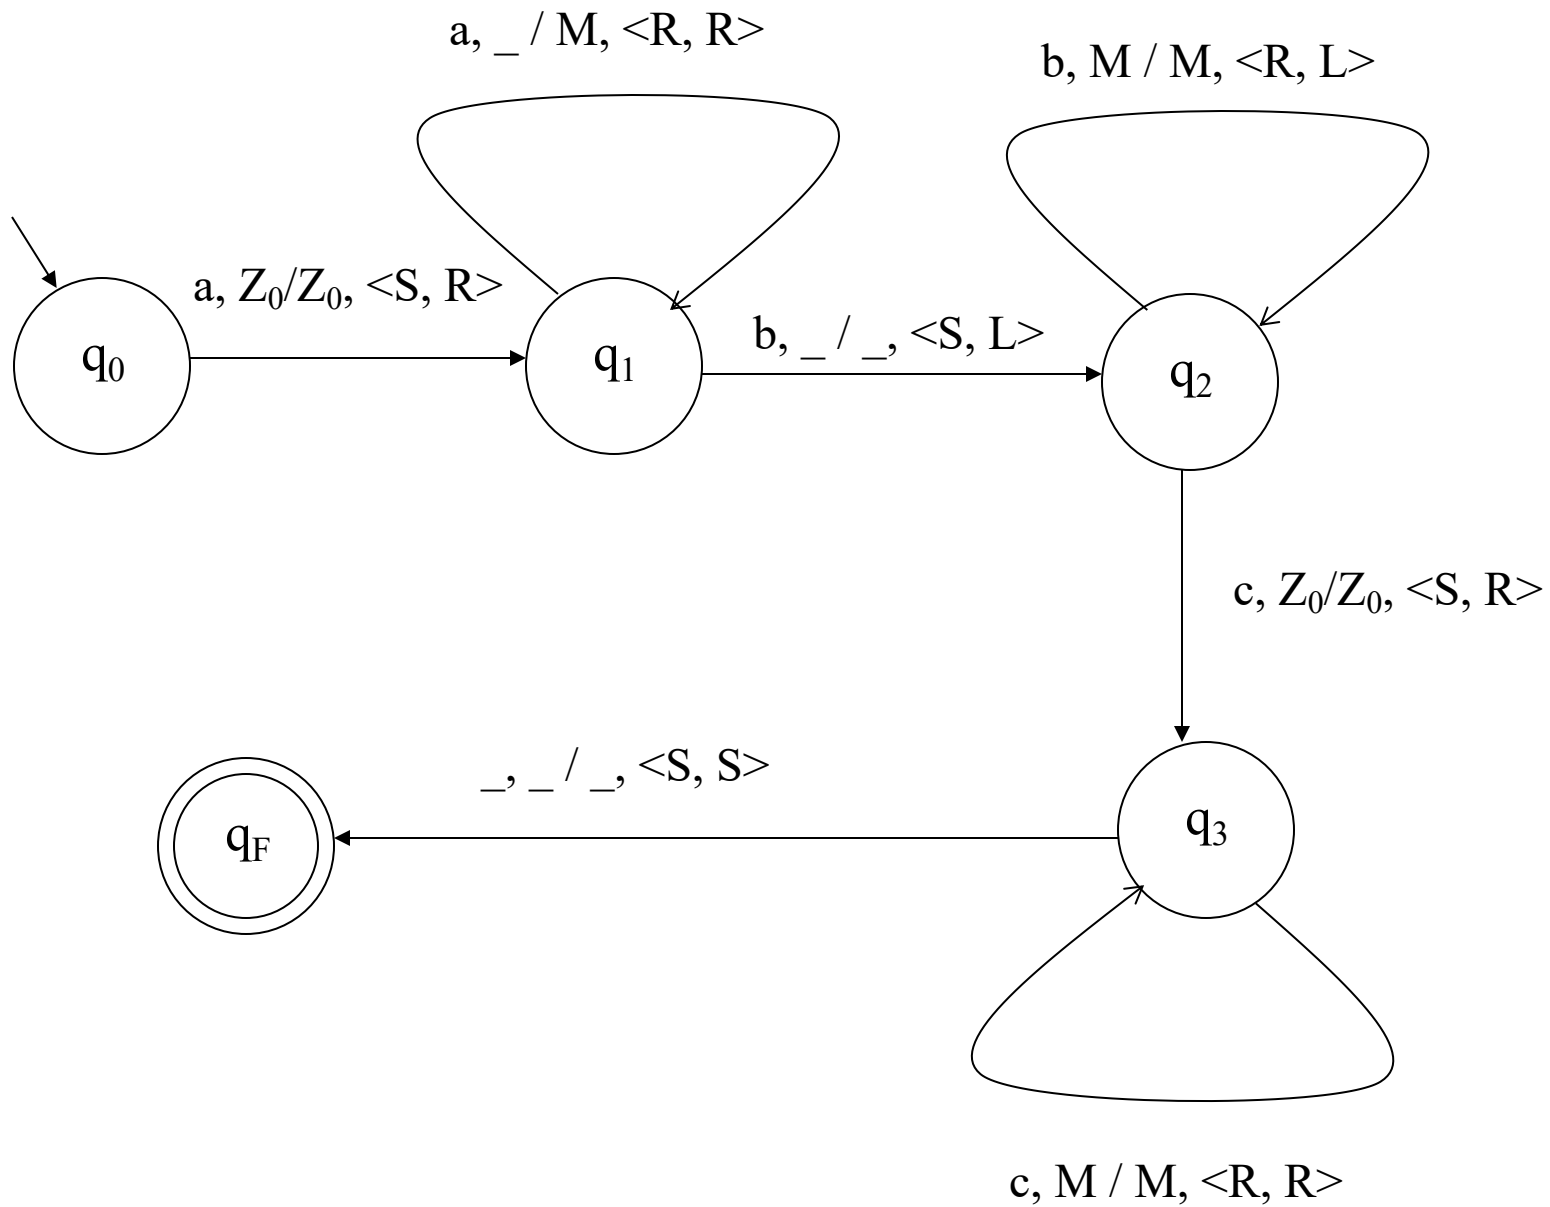 a, _ / M, <R, R>
b, M / M, <R, L>
a, Z₀/Z₀, <S, R>
b, _ / _, <S, L>
q₀
q₁
q₂
c, Z₀/Z₀, <S, R>
_, _ / _, <S, S>
q₃
qF
c, M / M, <R, R>